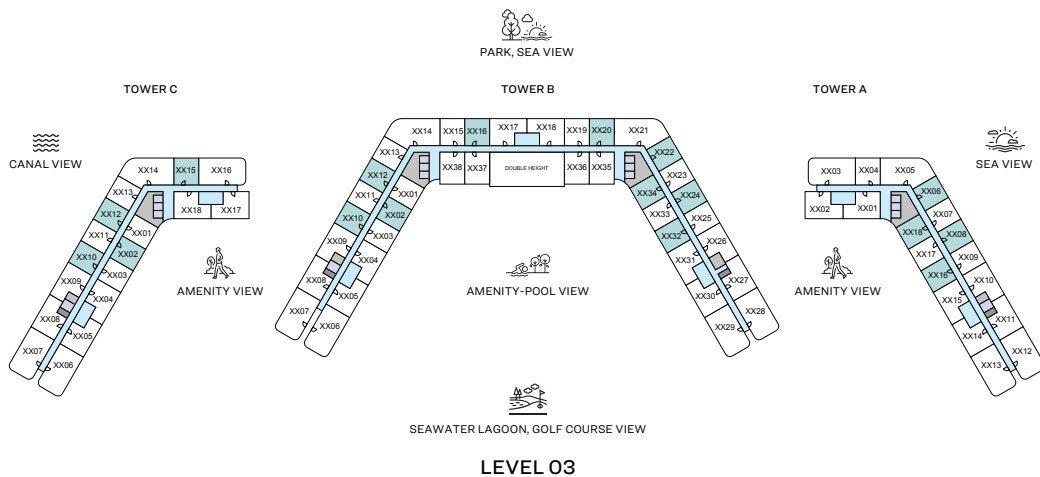 PARK, SEA VIEW
TOWER C
TOWER B
TOWER A
CANAL VIEW
SEA VIEW
XX14
XX15
XX16
XX13
XX12
XX11
XX10
XX09
XX08
XX07
XX18
XX17
XX01
XX02
XX03
XX04
XX05
XX06
AMENITY VIEW
XX14
XX15
XX16
XX17
XX18
XX19
XX20
XX21
XX38
XX37
DOUBLE HEIGHT
XX36
XX35
XX13
XX12
XX11
XX10
XX09
XX08
XX07
XX01
XX02
XX03
XX04
XX05
XX06
XX22
XX23
XX24
XX25
XX26
XX27
XX28
XX34
XX33
XX32
XX31
XX30
XX29
AMENITY-POOL VIEW
XX03
XX04
XX05
XX02
XX01
XX06
XX07
XX08
XX09
XX10
XX11
XX12
XX18
XX17
XX16
XX15
XX14
XX13
AMENITY VIEW
SEAWATER LAGOON, GOLF COURSE VIEW
LEVEL 03